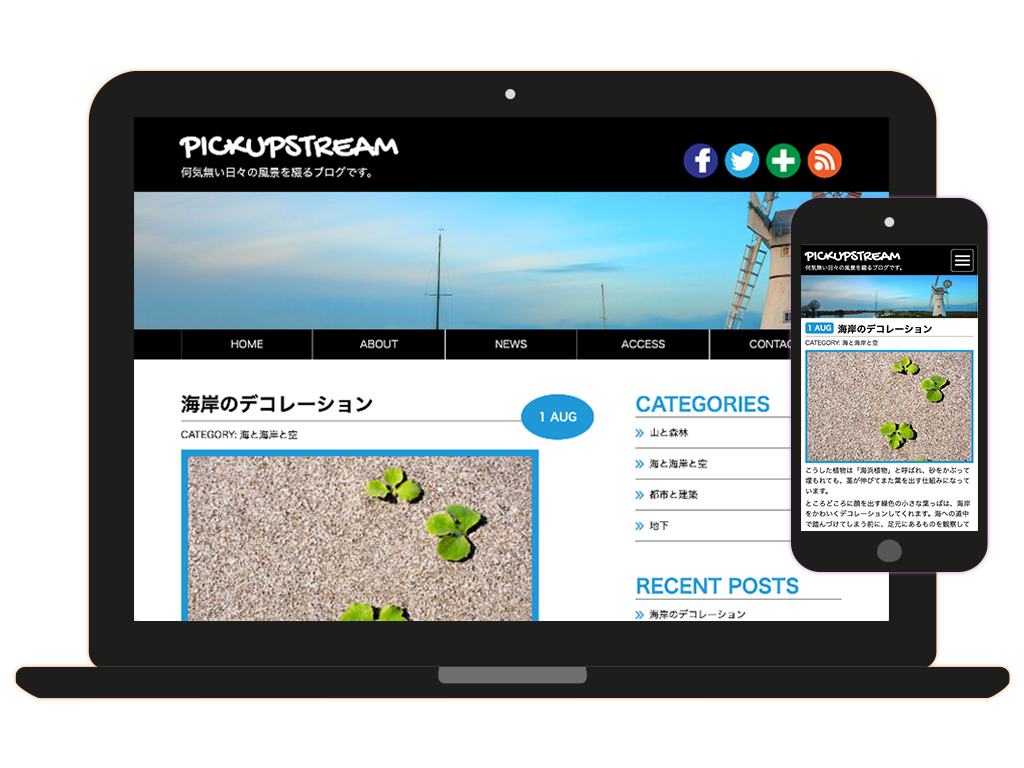 PICKUPSTREAM
何気無い日々の風景を綴るブログです。
HOME
ABOUT
NEWS
ACCESS
海岸のデコレーション
1 AUG
CATEGORY: 海と海岸と空
CATEGORIES
山と森林
海と海岸と空
都市と建築
地下
RECENT POSTS
海岸のデコレーション
PICKUPSTREAM
何気無い日々の風景を綴るブログです。
1 AUG 海岸のデコレーション
CATEGORY: 海と海岸と空
こうした植物は「海浜植物」と呼ばれ、砂をかぶって
埋もれても、茎が伸びてまた葉を出す仕組みになって
います。
ところどころに顔を出す緑色の小さな葉っぱは、海岸
をかわいくデコレーションしてくれます。海への道中
で踏んづけてしまう前に、足元にあるものを観察して